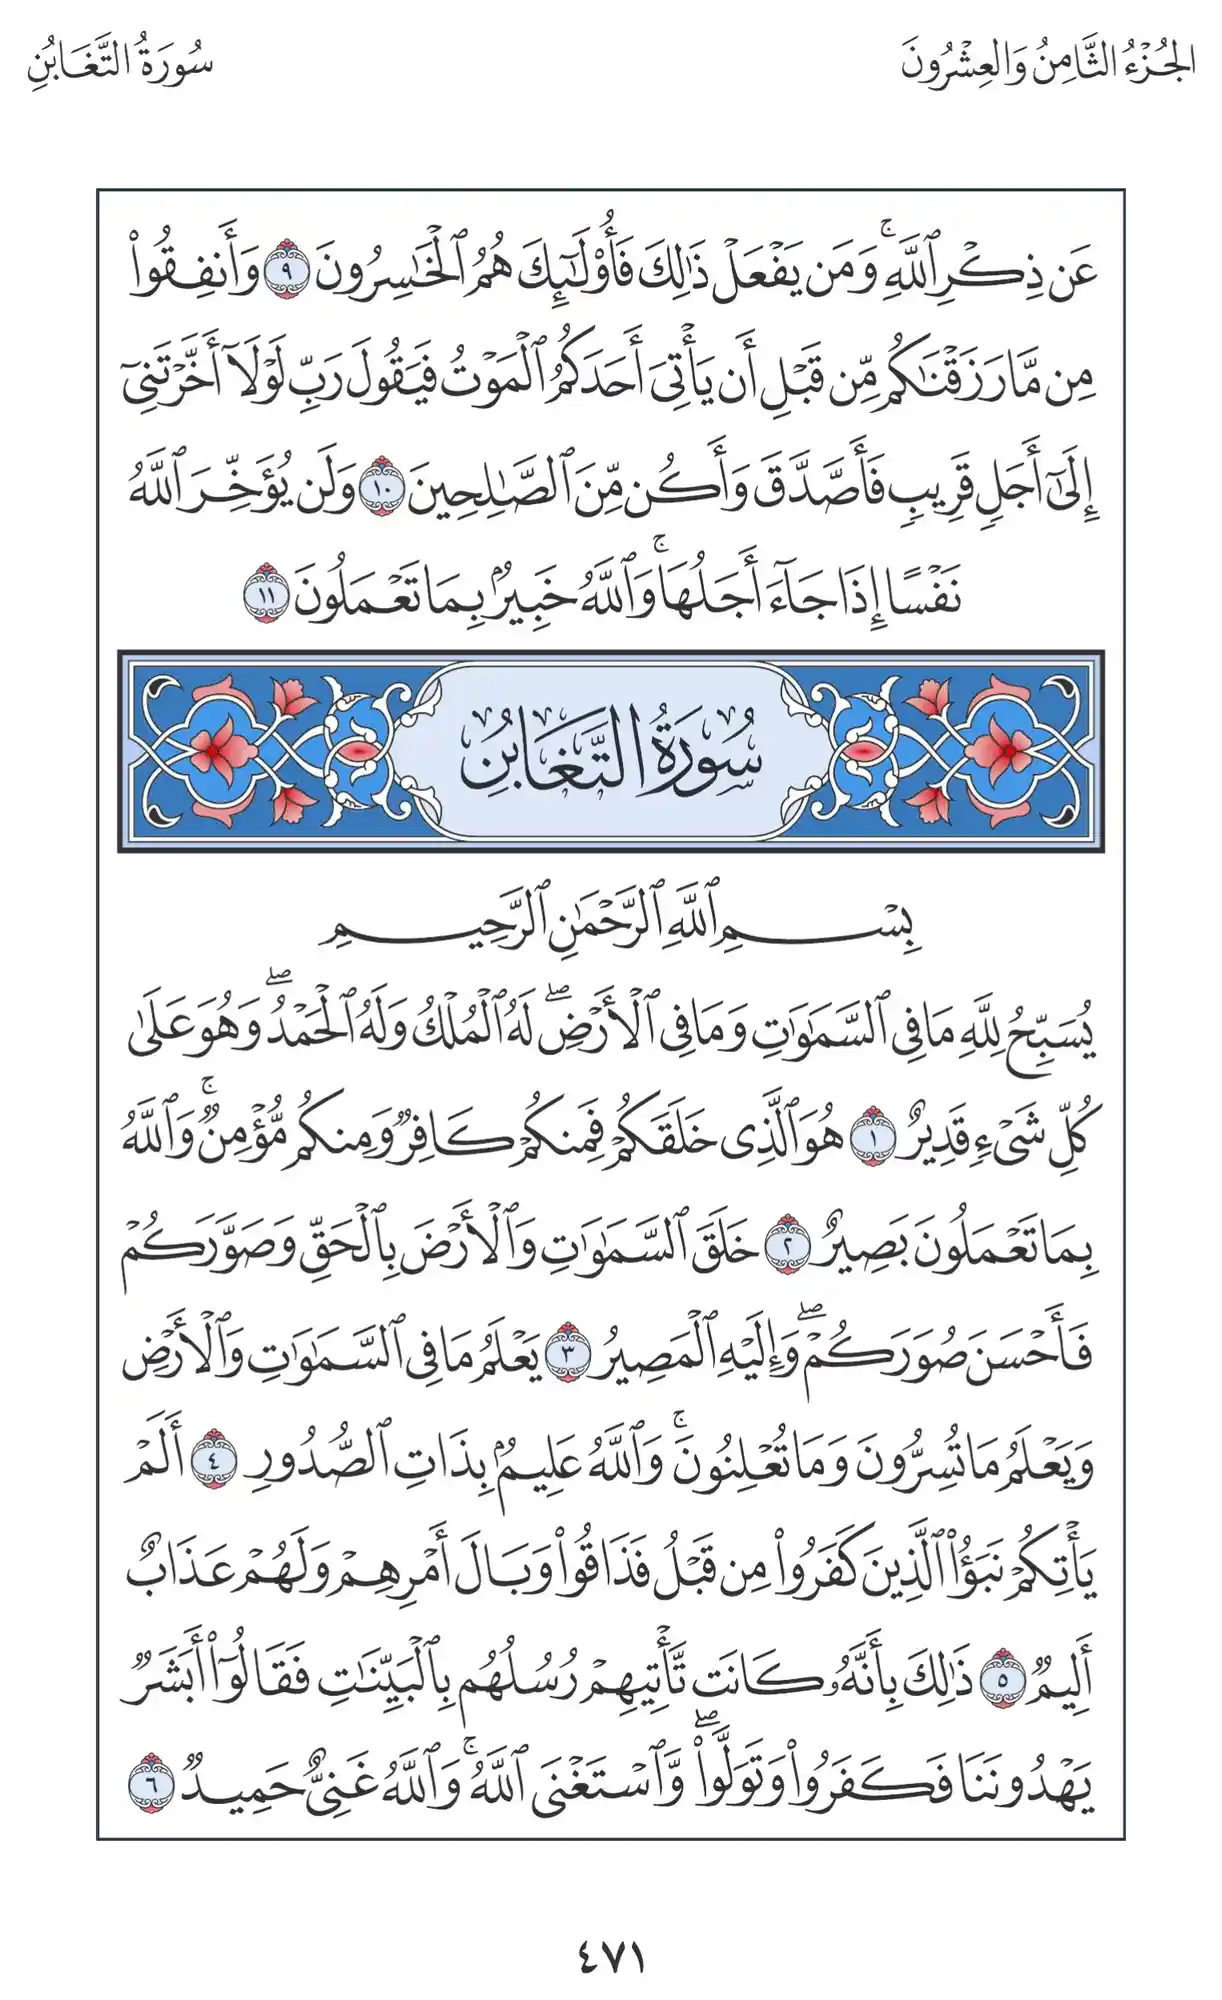 الجُزْءُ الثَّامِنُ وَالعِشْرُونَ
سُورَةُ التَّغَابُنِ
عَن ذِكْرِ ٱللَّهِۚ وَمَن يَفْعَلْ ذَٰلِكَ فَأُوْلَـٰٓئِكَ هُمُ ٱلْخَـٰسِرُونَ ٩ وَأَنفِقُواْ
مِن مَّا رَزَقْنَـٰكُم مِّن قَبْلِ أَن يَأْتِىَ أَحَدَكُمُ ٱلْمَوْتُ فَيَقُولَ رَبِّ لَوْلَآ أَخَّرْتَنِىٓ
إِلَىٰٓ أَجَلٍ قَرِيبٍ فَأَصَّدَّقَ وَأَكُن مِّنَ ٱلصَّـٰلِحِينَ ١٠ وَلَن يُؤَخِّرَ ٱللَّهُ
نَفْسًا إِذَا جَآءَ أَجَلُهَاۚ وَٱللَّهُ خَبِيرُۢ بِمَا تَعْمَلُونَ ١١
سُورَةُ التَّغَابُنِ
بِسْمِ ٱللَّهِ ٱلرَّحْمَـٰنِ ٱلرَّحِيمِ
يُسَبِّحُ لِلَّهِ مَا فِى ٱلسَّمَـٰوَٰتِ وَمَا فِى ٱلْأَرْضِۖ لَهُ ٱلْمُلْكُ وَلَهُ ٱلْحَمْدُۖ وَهُوَ عَلَىٰ
كُلِّ شَىْءٍ قَدِيرٌ ١ هُوَ ٱلَّذِى خَلَقَكُمْ فَمِنكُمْ كَافِرٌ وَمِنكُم مُّؤْمِنٌۚ وَٱللَّهُ
بِمَا تَعْمَلُونَ بَصِيرٌ ٢ خَلَقَ ٱلسَّمَـٰوَٰتِ وَٱلْأَرْضَ بِٱلْحَقِّ وَصَوَّرَكُمْ
فَأَحْسَنَ صُوَرَكُمْۖ وَإِلَيْهِ ٱلْمَصِيرُ ٣ يَعْلَمُ مَا فِى ٱلسَّمَـٰوَٰتِ وَٱلْأَرْضِ
وَيَعْلَمُ مَا تُسِرُّونَ وَمَا تُعْلِنُونَۚ وَٱللَّهُ عَلِيمُۢ بِذَاتِ ٱلصُّدُورِ ٤ أَلَمْ
يَأْتِكُمْ نَبَؤُاْ ٱلَّذِينَ كَفَرُواْ مِن قَبْلُ فَذَاقُواْ وَبَالَ أَمْرِهِمْ وَلَهُمْ عَذَابٌ
أَلِيمٌ ٥ ذَٰلِكَ بِأَنَّهُۥ كَانَت تَّأْتِيهِمْ رُسُلُهُم بِٱلْبَيِّنَـٰتِ فَقَالُوٓاْ أَبَشَرٌ
يَهْدُونَنَا فَكَفَرُواْ وَتَوَلَّواْۖ وَّٱسْتَغْنَى ٱللَّهُۚ وَٱللَّهُ غَنِىٌّ حَمِيدٌ ٦
٤٧١